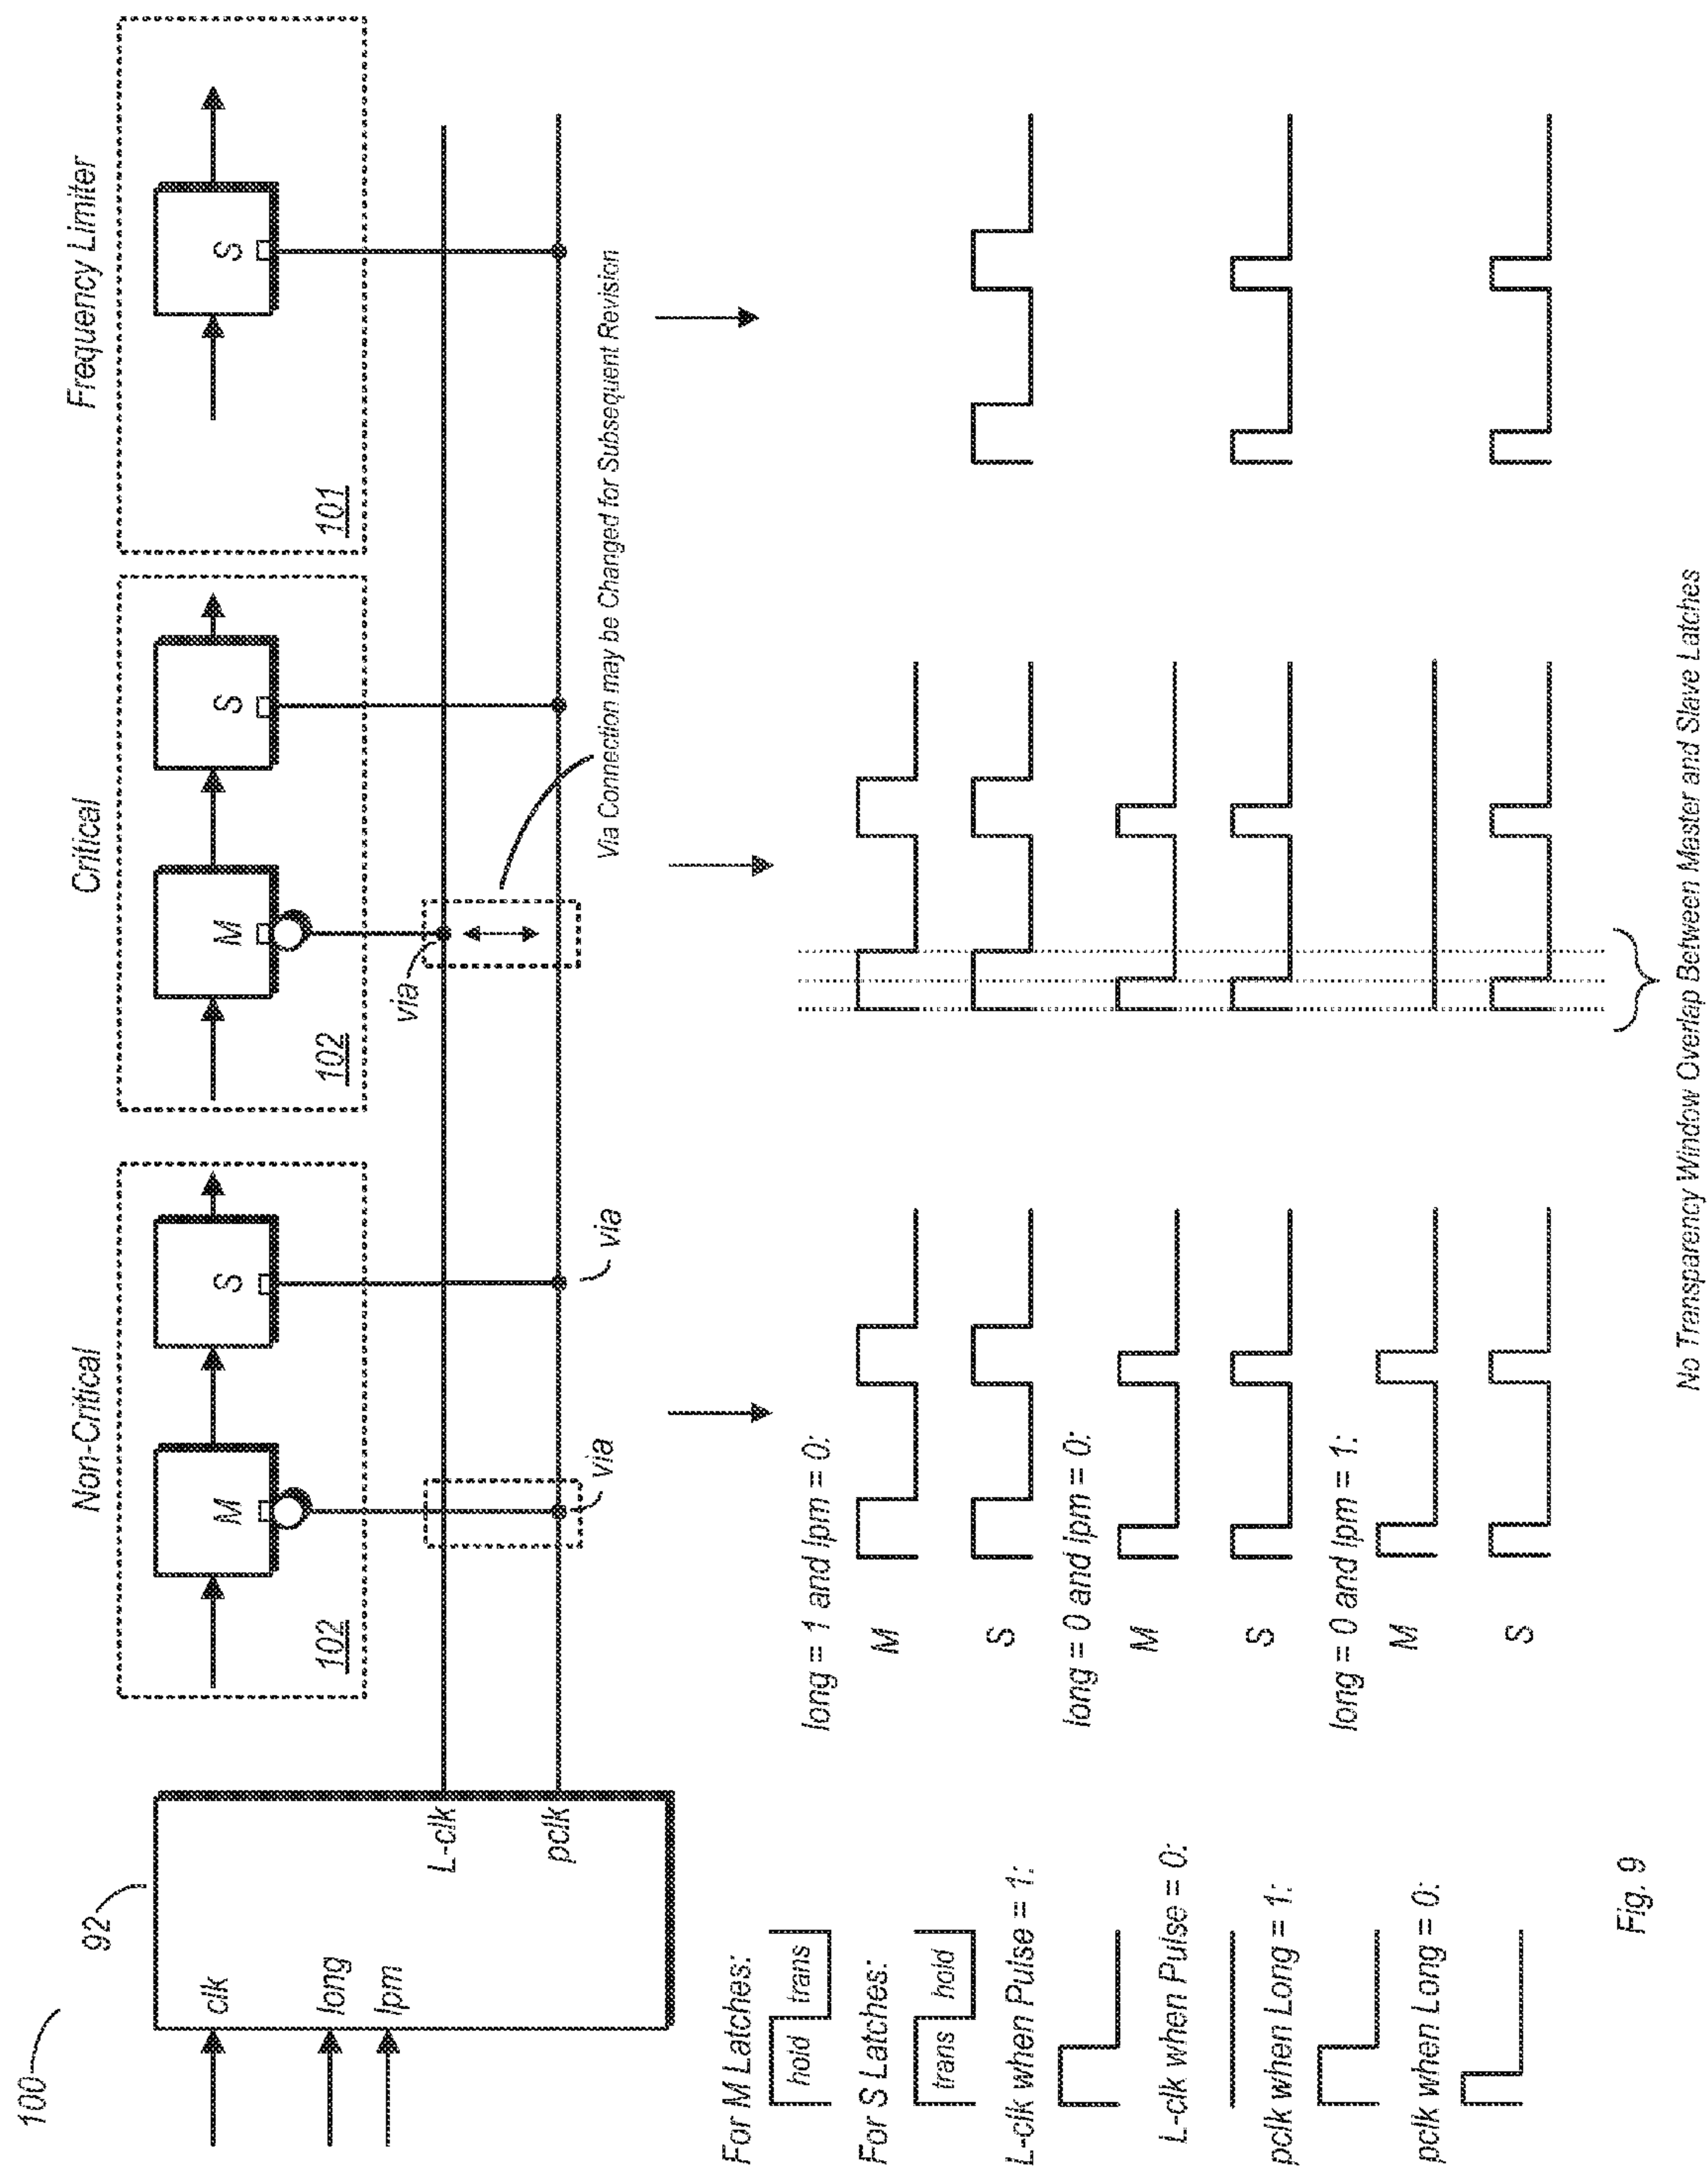 100
92
clk
long
lpm
L-clk
pclk
Non-Critical
M
S
102
via
via
Critical
M
S
102
via
Via Connection may be Changed for Subsequent Revision
Frequency Limiter
S
101
For M Latches:
hold trans
For S Latches:
trans hold
L-clk when Pulse = 1:
L-clk when Pulse = 0:
pclk when Long = 1:
pclk when Long = 0:
long = 1 and lpm = 0:
M
S
long = 0 and lpm = 0:
M
S
long = 0 and lpm = 1:
M
S
No Transparency Window Overlap Between Master and Slave Latches
Fig. 9